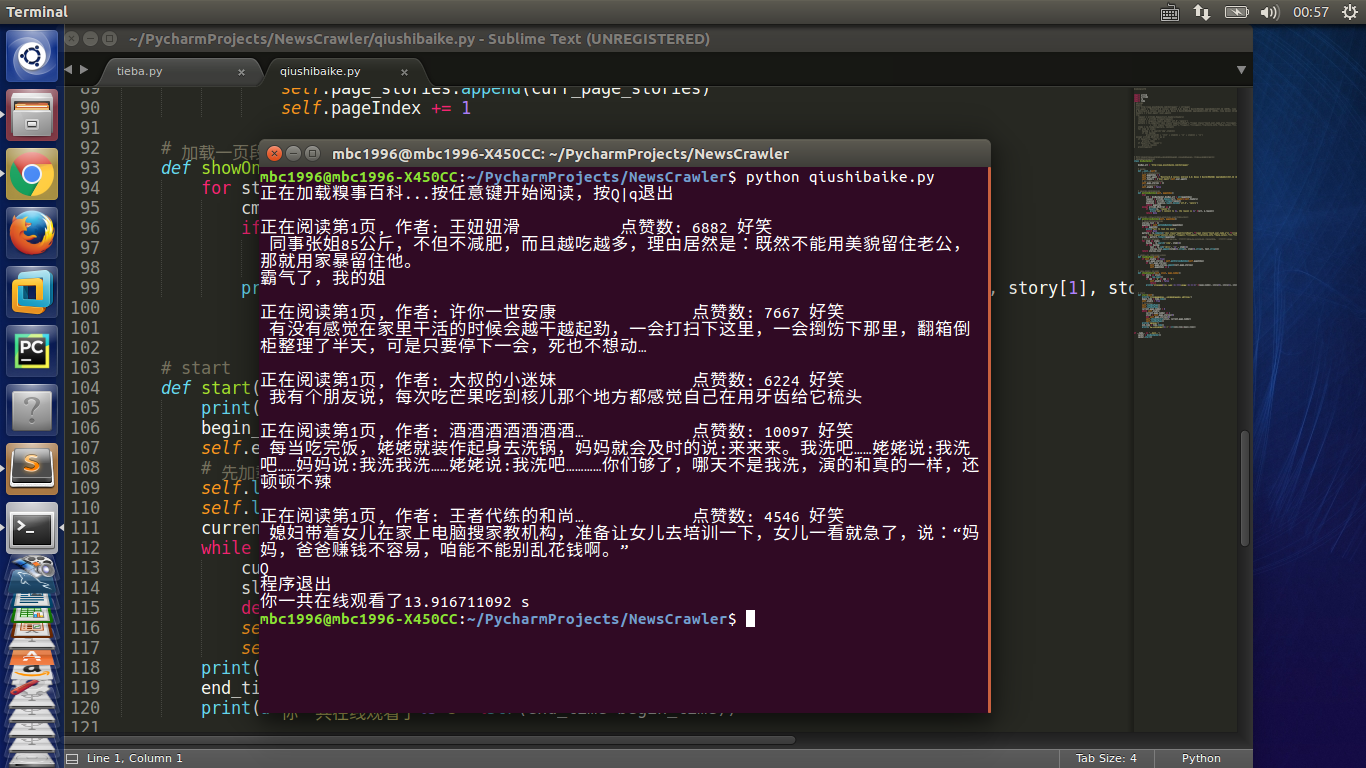 Terminal
00:57
~/PycharmProjects/NewsCrawler/qiushibaike.py - Sublime Text (UNREGISTERED)
tieba.py
qiushibaike.py
89 self.page_stories.append(curr_page_stories)
90 self.pageIndex += 1
91
92 # 加载一页段
93 def showOn
94 for st
95 cm
96 if
97
98
99 pr , story[1], sto
100
101
102
103 # start
104 def start(
105 print(
106 begin_
107 self.e
108 # 先加
109 self.l
110 self.l
111 curren
112 while
113 cu
114 sl
115 de
116 se
117 se
118 print(
119 end_ti
120 print(
121
mbc1996@mbc1996-X450CC: ~/PycharmProjects/NewsCrawler
mbc1996@mbc1996-X450CC:~/PycharmProjects/NewsCrawler$ python qiushibaike.py
正在加载糗事百科...按任意键开始阅读，按Q|q退出
正在阅读第1页, 作者: 王妞妞滑 点赞数: 6882 好笑
同事张姐85公斤，不但不减肥，而且越吃越多，理由居然是：既然不能用美貌留住老公，
那就用家暴留住他。
霸气了，我的姐
正在阅读第1页, 作者: 许你一世安康 点赞数: 7667 好笑
有没有感觉在家里干活的时候会越干越起劲，一会打扫下这里，一会捯饬下那里，翻箱倒
柜整理了半天，可是只要停下一会，死也不想动…
正在阅读第1页, 作者: 大叔的小迷妹 点赞数: 6224 好笑
我有个朋友说，每次吃芒果吃到核儿那个地方都感觉自己在用牙齿给它梳头
正在阅读第1页, 作者: 酒酒酒酒酒酒酒… 点赞数: 10097 好笑
每当吃完饭，姥姥就装作起身去洗锅，妈妈就会及时的说:来来来。我洗吧……姥姥说:我洗
吧……妈妈说:我洗我洗……姥姥说:我洗吧…………你们够了，哪天不是我洗，演的和真的一样，还
顿顿不辣
正在阅读第1页, 作者: 王者代练的和尚… 点赞数: 4546 好笑
媳妇带着女儿在家上电脑搜家教机构，准备让女儿去培训一下，女儿一看就急了，说：“妈
妈，爸爸赚钱不容易，咱能不能别乱花钱啊。”
Q
程序退出
你一共在线观看了13.916711092 s
mbc1996@mbc1996-X450CC:~/PycharmProjects/NewsCrawler$
Line 1, Column 1
Tab Size: 4
Python